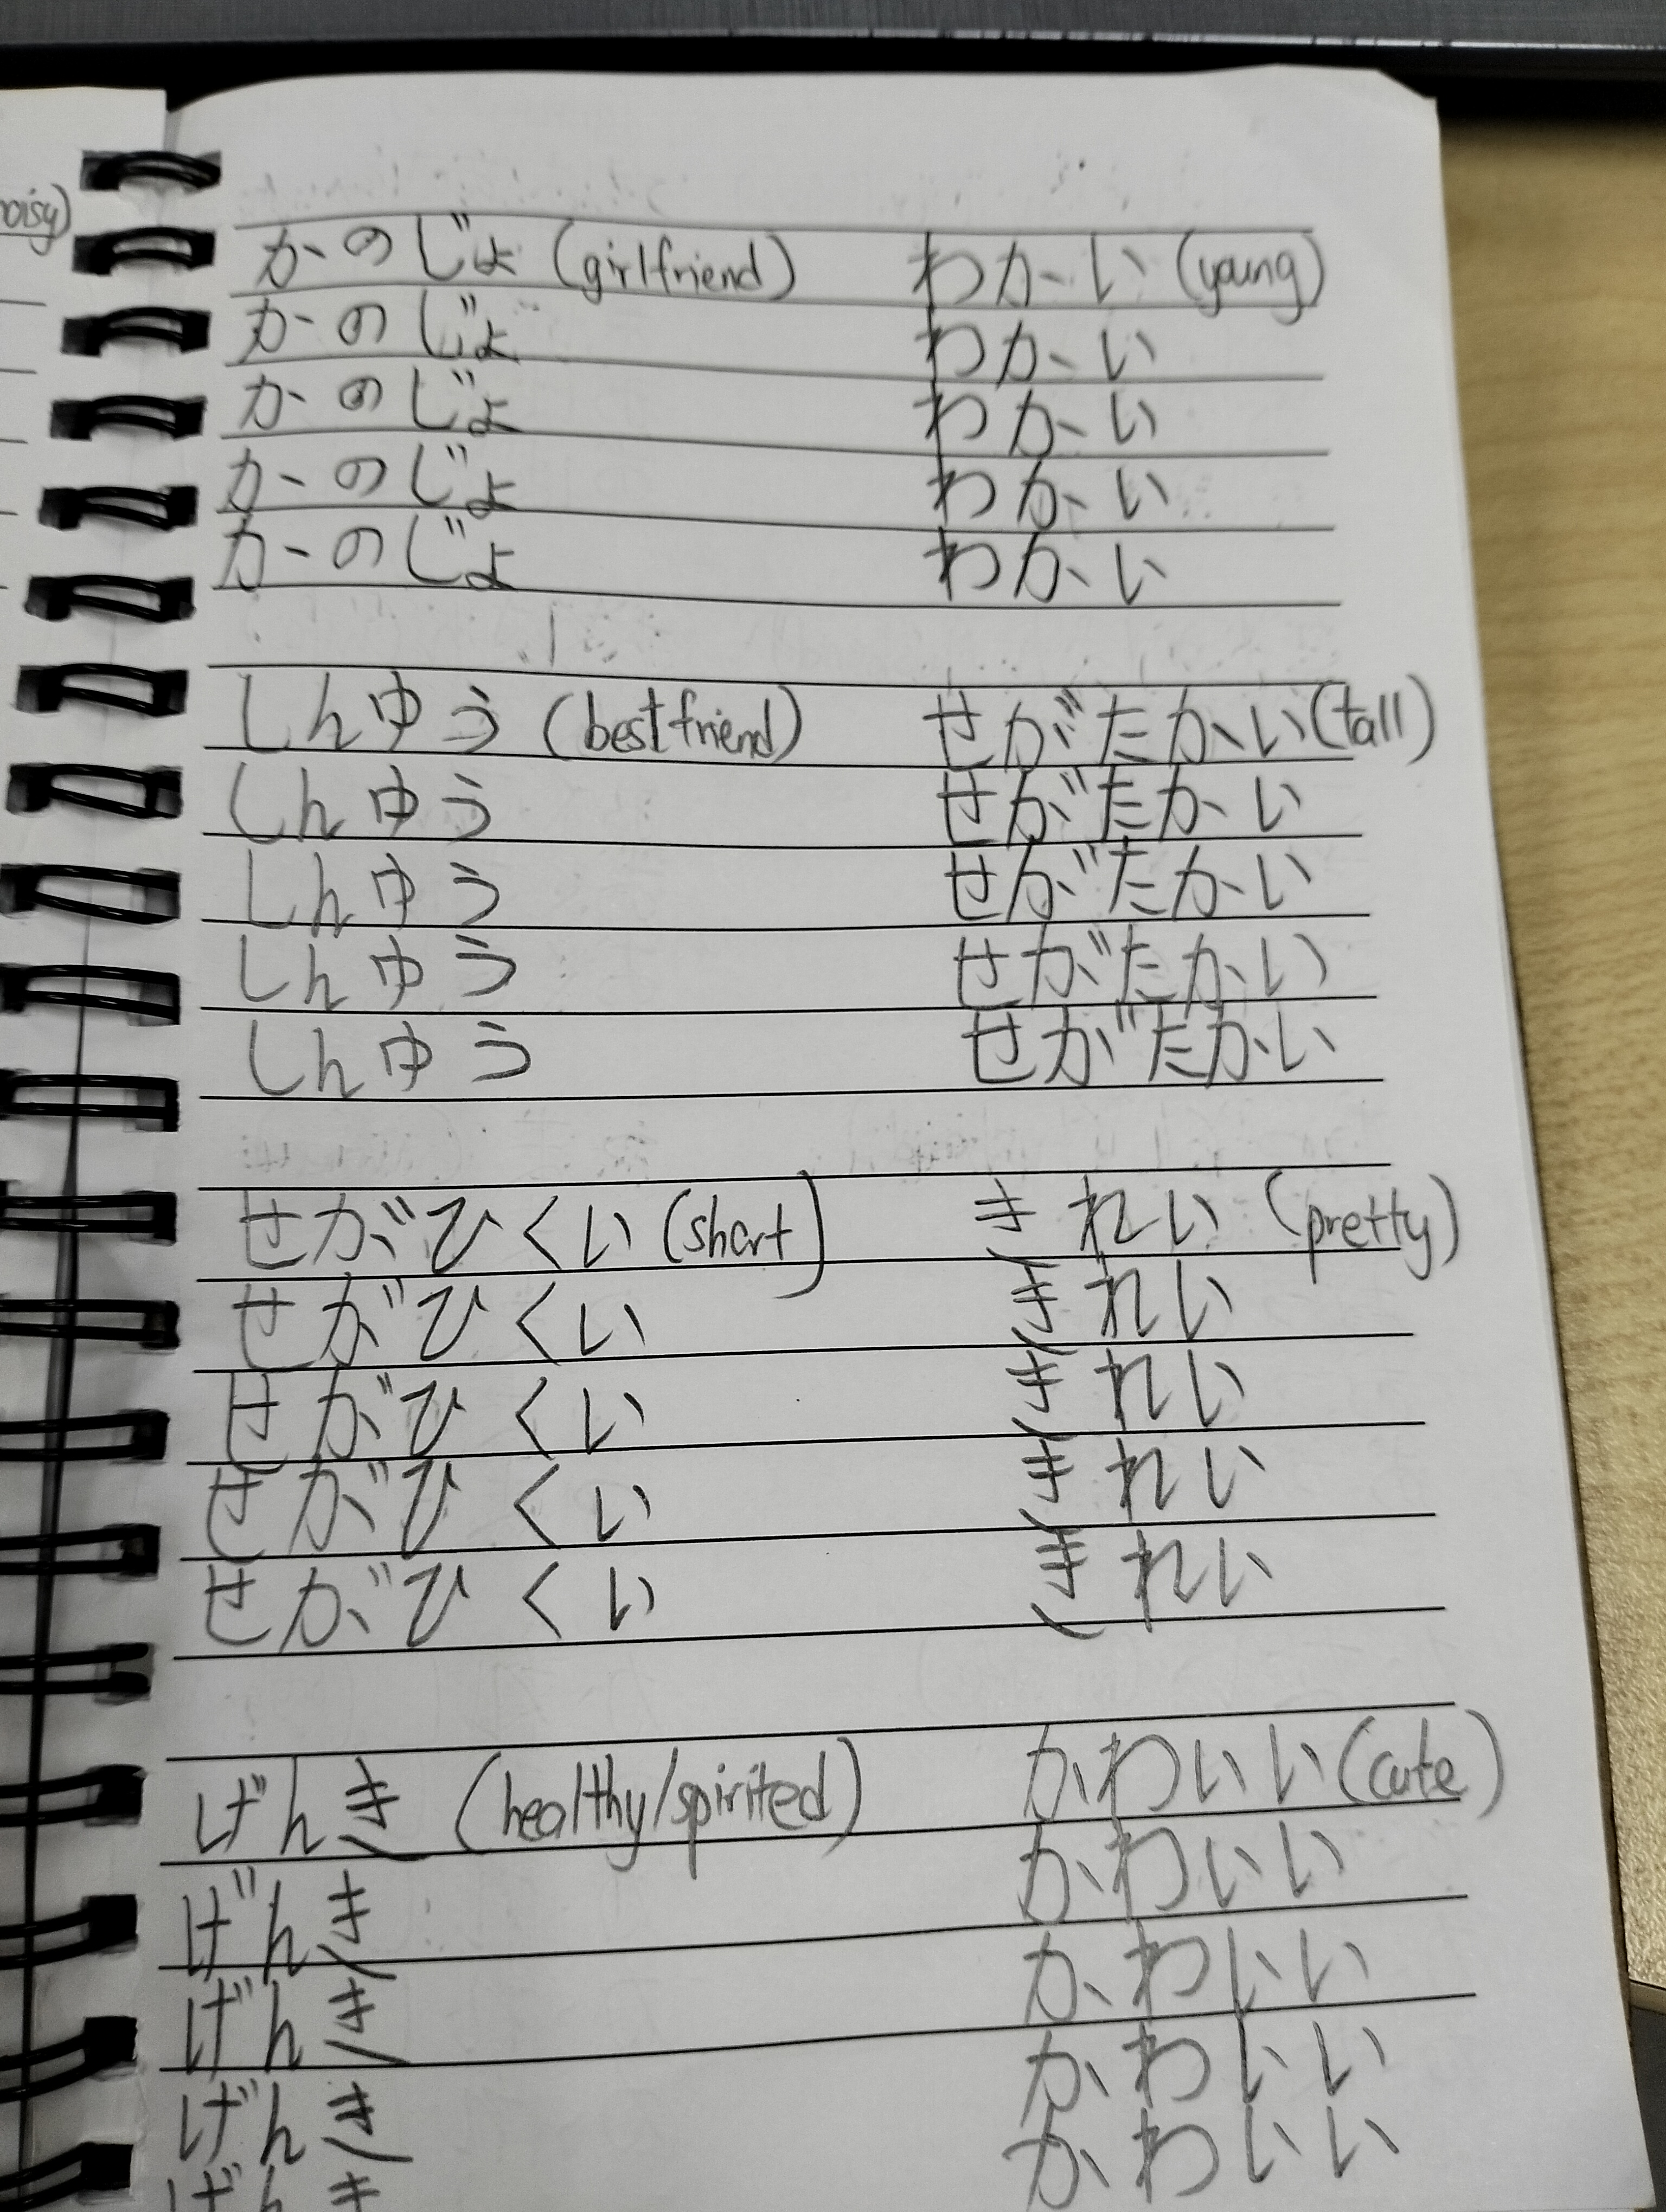 noisy)
かのじょ (girlfriend) わかい (young)
かのじょ わかい
かのじょ わかい
かのじょ わかい
かのじょ わかい
しんゆう (best friend) せがたかい (tall)
しんゆう せがたかい
しんゆう せがたかい
しんゆう せがたかい
しんゆう せがたかい
せがひくい (short) きれい (pretty)
せがひくい きれい
せがひくい きれい
せがひくい きれい
せがひくい きれい
げんき (healthy/spirited) かわいい (cute)
げんき かわいい
げんき かわいい
げんき かわいい
げんき かわいい